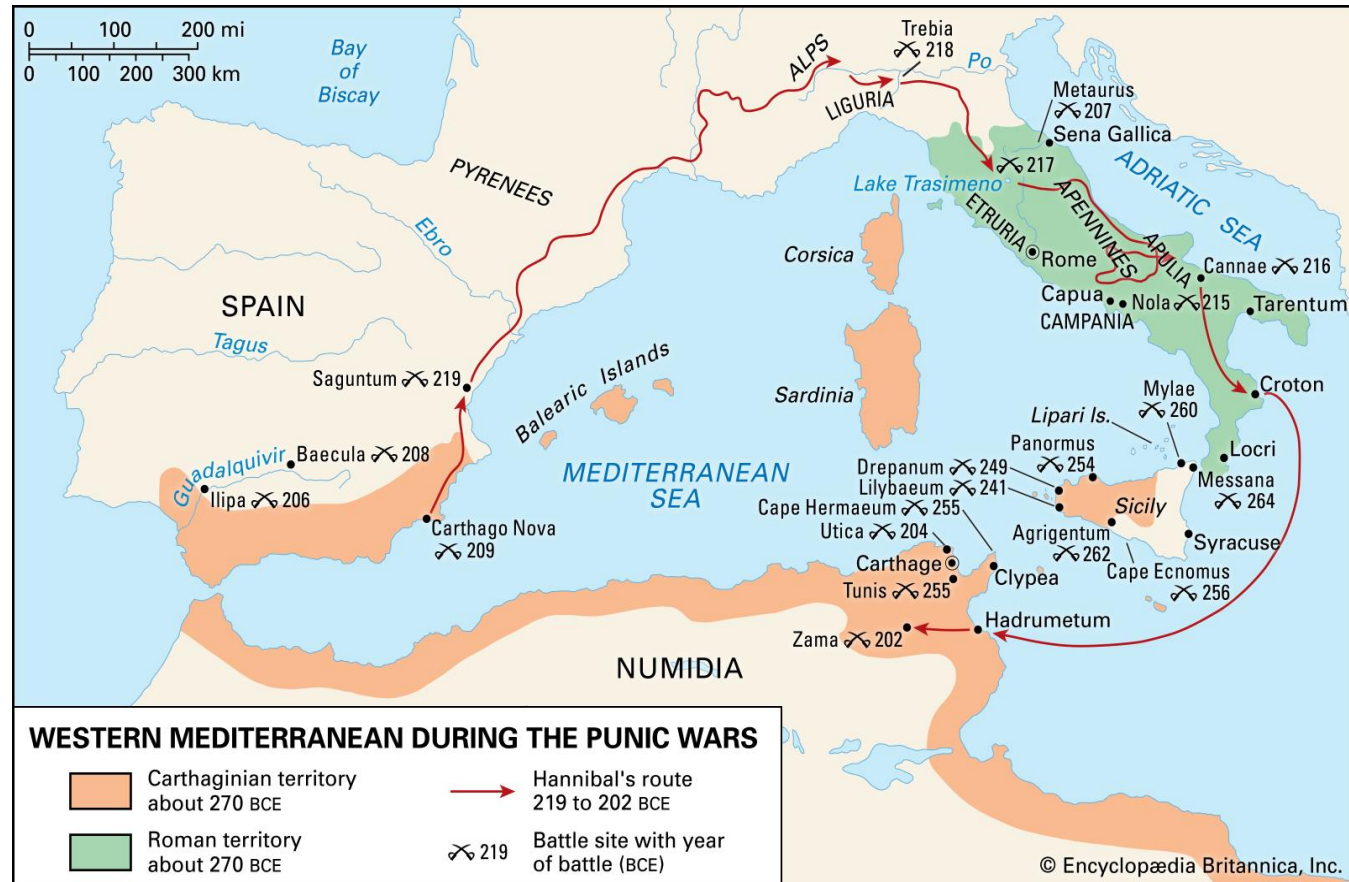 0 100 200 mi
0 100 200 300 km
Bay
of
Biscay
ALPS
Trebia
218
Po
LIGURIA
Metaurus
207
Sena Gallica
PYRENEES
217
Lake Trasimeno
ADRIATIC SEA
Ebro
ETRURIA
APENNINES
Corsica
Rome
APULIA
Cannae 216
SPAIN
Capua
Nola 215
Tarentum
CAMPANIA
Tagus
Saguntum 219
Balearic Islands
Sardinia
Croton
Mylae
260
Lipari Is.
Baecula 208
Guadalquivir
Ilipa 206
MEDITERRANEAN
SEA
Panormus
254
Locri
Drepanum 249
Lilybaeum 241
Messana
264
Cape Hermaeum 255
Sicily
Carthago Nova
209
Utica 204
Agrigentum
262
Syracuse
Carthage
Clypea
Cape Ecnomus
256
Tunis 255
Hadrumetum
Zama 202
NUMIDIA
WESTERN MEDITERRANEAN DURING THE PUNIC WARS
Carthaginian territory
about 270 BCE
Hannibal's route
219 to 202 BCE
Roman territory
about 270 BCE
219
Battle site with year
of battle (BCE)
© Encyclopædia Britannica, Inc.